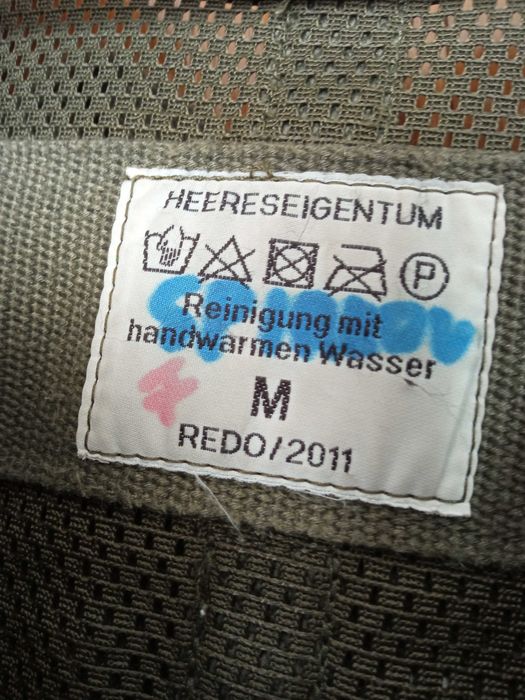 HEERESEIGENTUM
P
Reinigung mit
handwarmen Wasser
M
REDO/2011